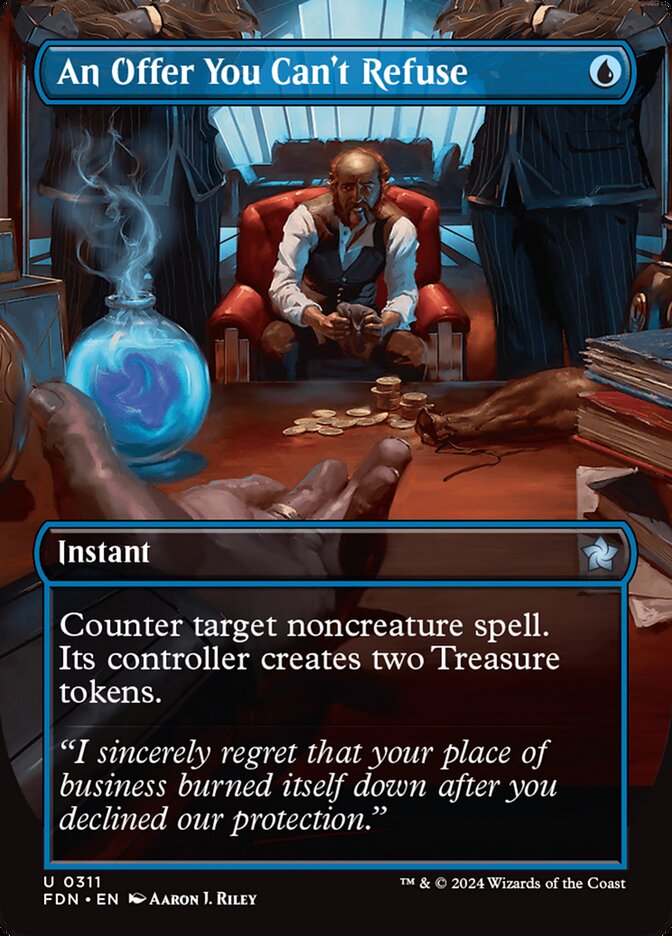 An Offer You Can't Refuse
Instant
Counter target noncreature spell.
Its controller creates two Treasure
tokens.
“I sincerely regret that your place of
business burned itself down after you
declined our protection.”
U 0311
™ & © 2024 Wizards of the Coast
FDN • EN Aaron J. Riley